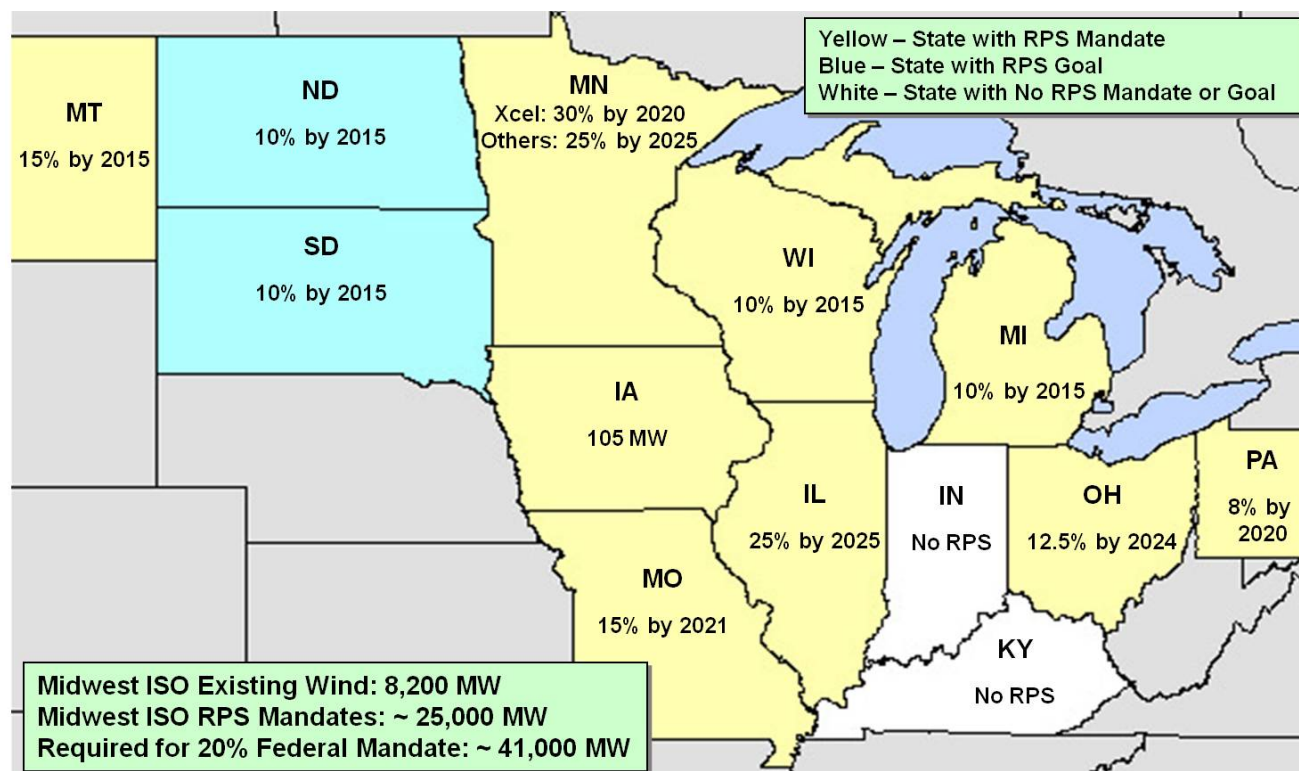 Yellow – State with RPS Mandate
Blue – State with RPS Goal
White – State with No RPS Mandate or Goal
MT
15% by 2015
ND
10% by 2015
MN
Xcel: 30% by 2020
Others: 25% by 2025
SD
10% by 2015
WI
10% by 2015
MI
10% by 2015
IA
105 MW
IL
25% by 2025
IN
No RPS
OH
12.5% by 2024
PA
8% by
2020
MO
15% by 2021
KY
No RPS
Midwest ISO Existing Wind: 8,200 MW
Midwest ISO RPS Mandates: ~ 25,000 MW
Required for 20% Federal Mandate: ~ 41,000 MW